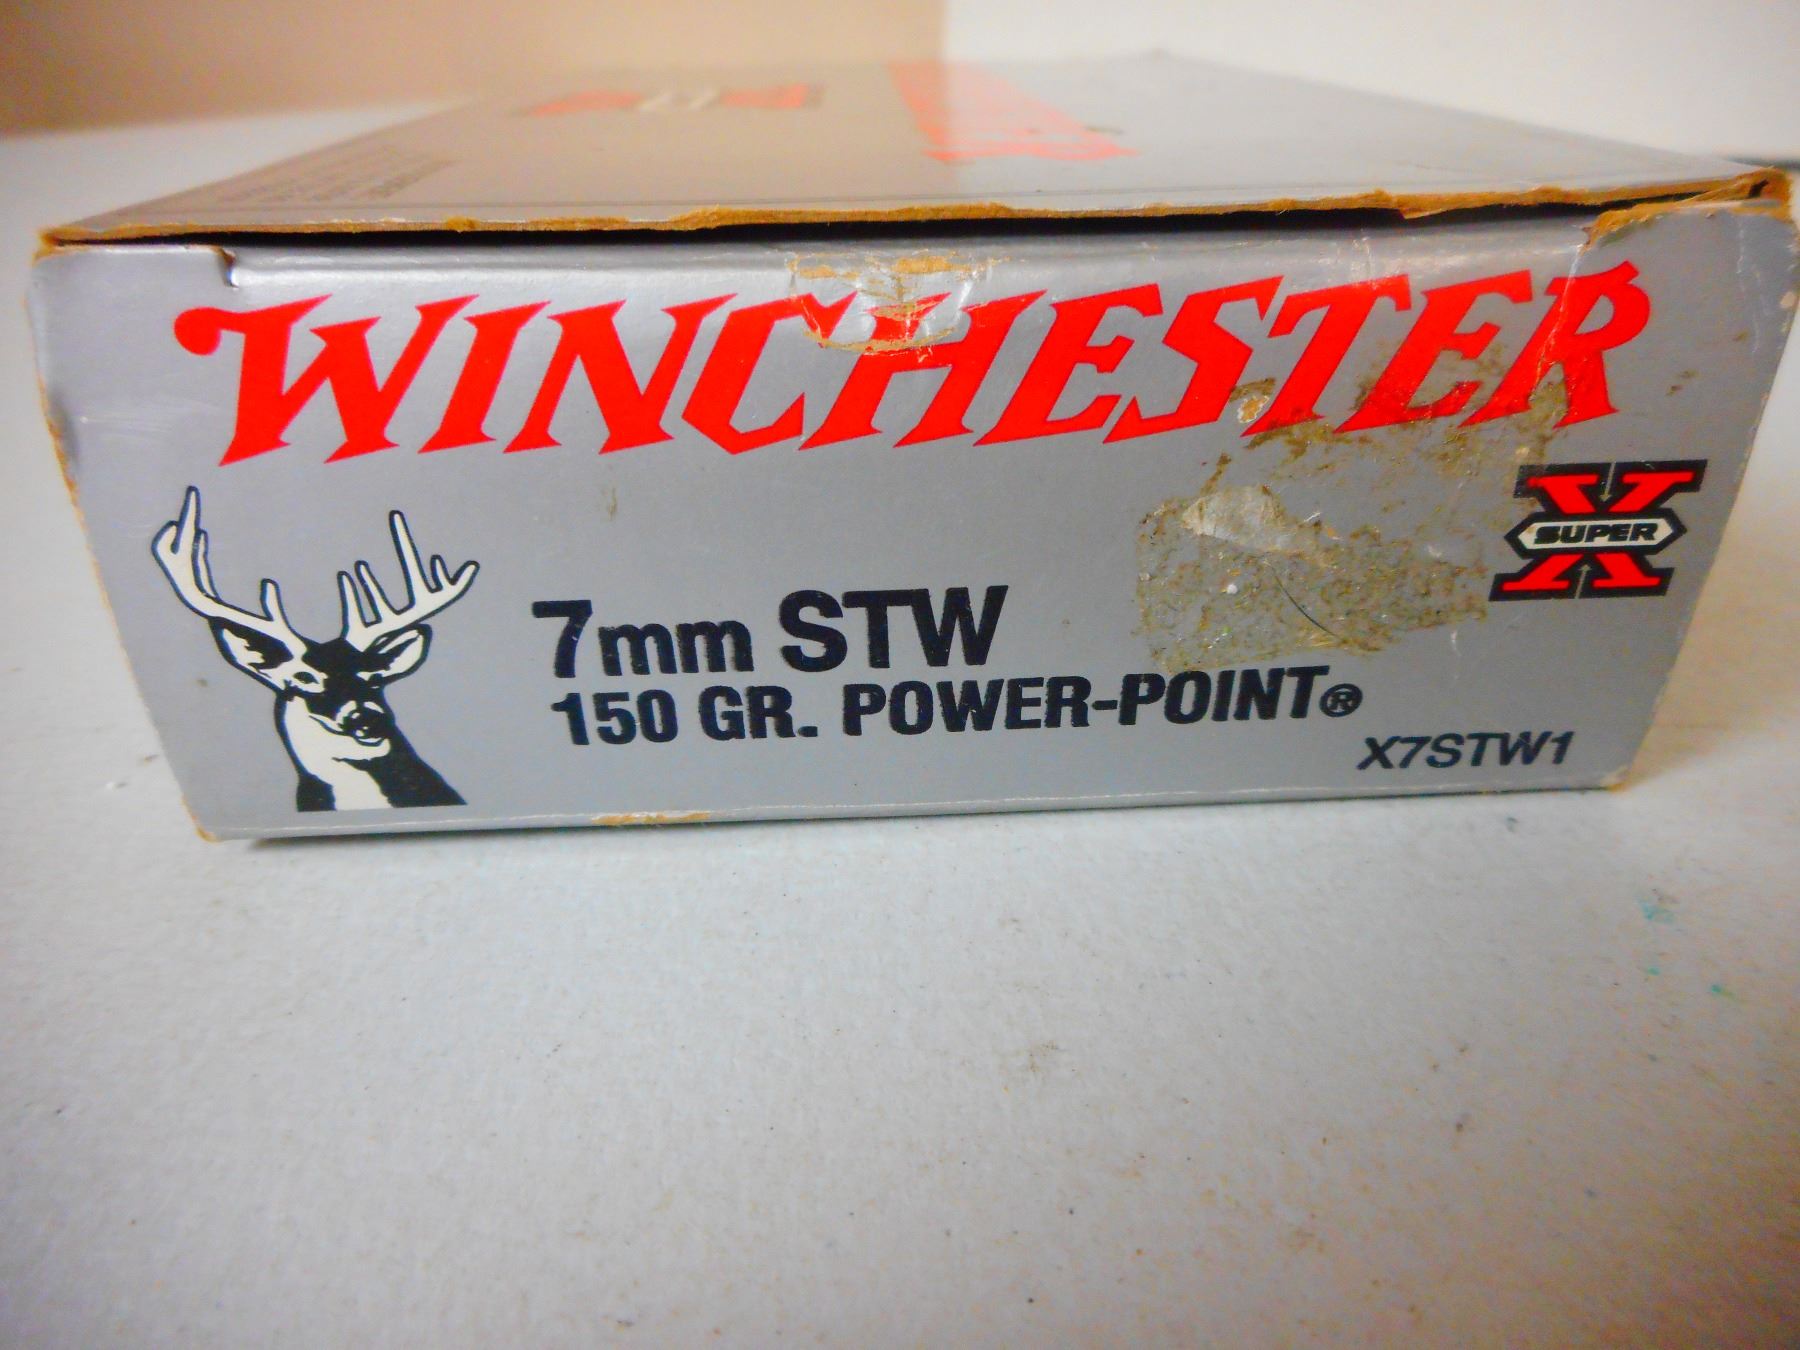 WINCHESTER
X
SUPER
7mm STW
150 GR. POWER-POINT®
X7STW1